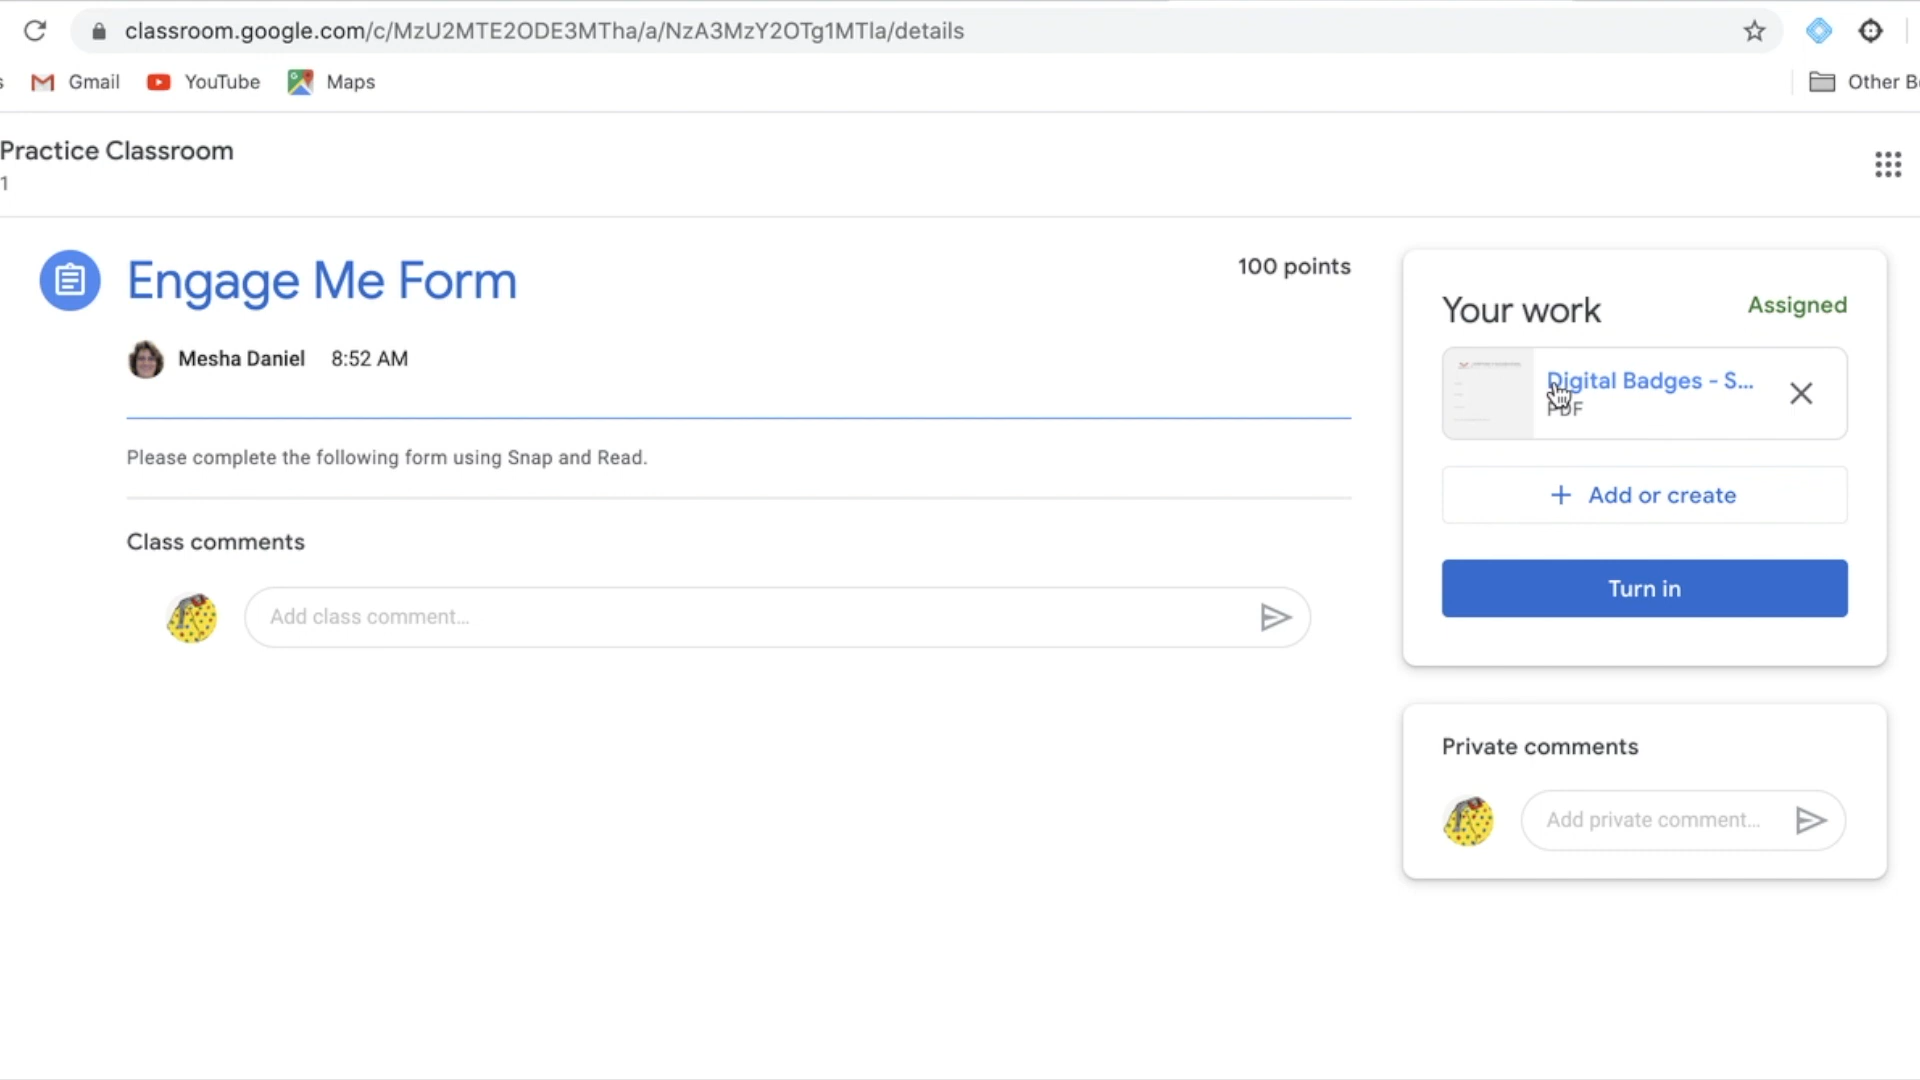 classroom.google.com/c/MzU2MTE2ODE3MTha/a/NzA3MzY2OTg1MTla/details
s Gmail YouTube Maps Other B
Practice Classroom
1
Engage Me Form
100 points
Mesha Daniel 8:52 AM
Please complete the following form using Snap and Read.
Class comments
Add class comment...
Your work Assigned
Digital Badges - S...
PDF
+ Add or create
Turn in
Private comments
Add private comment...